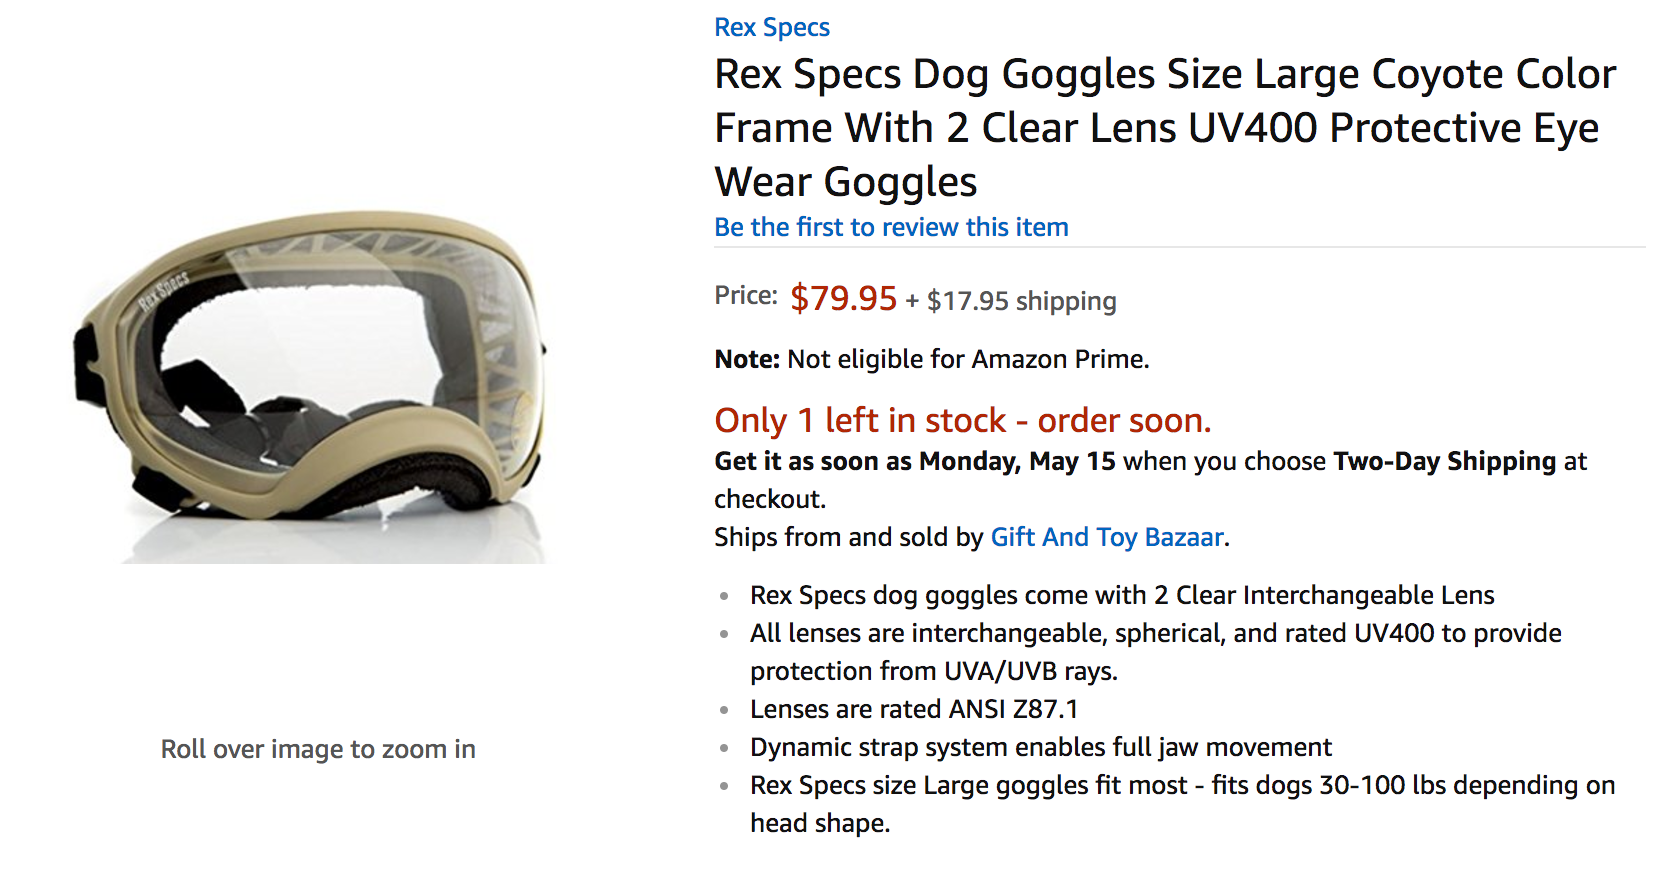 Rex Specs
Rex Specs Dog Goggles Size Large Coyote Color
Frame With 2 Clear Lens UV400 Protective Eye
Wear Goggles
Be the first to review this item
Price: $79.95 + $17.95 shipping
Note: Not eligible for Amazon Prime.
Only 1 left in stock - order soon.
Get it as soon as Monday, May 15 when you choose Two-Day Shipping at
checkout.
Ships from and sold by Gift And Toy Bazaar.
• Rex Specs dog goggles come with 2 Clear Interchangeable Lens
• All lenses are interchangeable, spherical, and rated UV400 to provide
protection from UVA/UVB rays.
• Lenses are rated ANSI Z87.1
• Dynamic strap system enables full jaw movement
• Rex Specs size Large goggles fit most - fits dogs 30-100 lbs depending on
head shape.
Rex Specs
Roll over image to zoom in